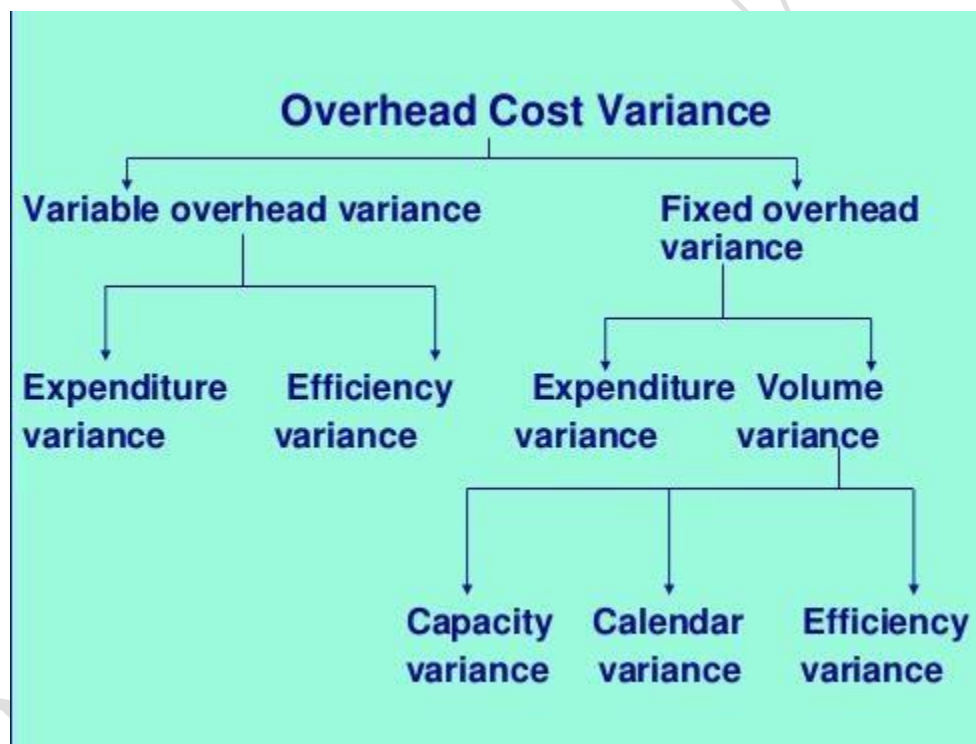 Overhead Cost Variance
Variable overhead variance
Fixed overhead
variance
Expenditure
variance
Efficiency
variance
Expenditure
variance
Volume
variance
Capacity
variance
Calendar
variance
Efficiency
variance